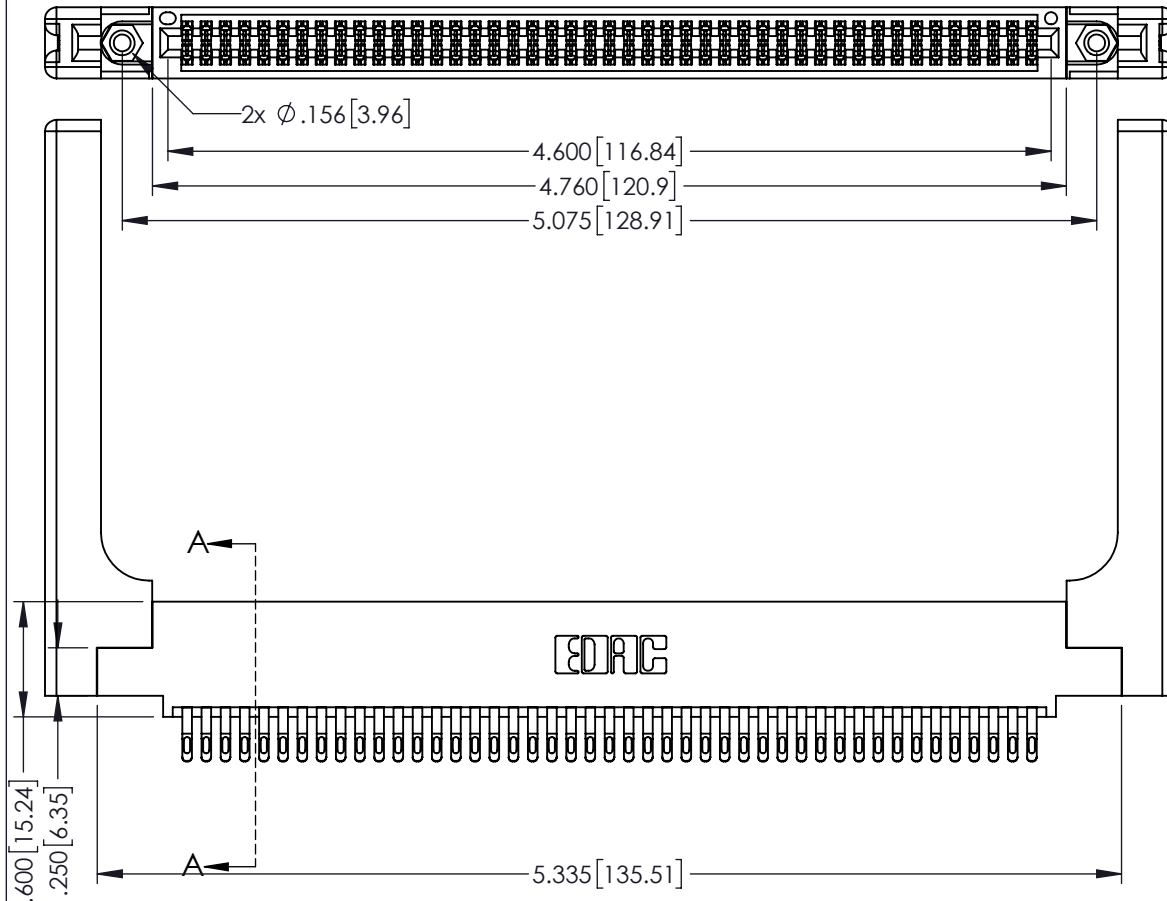 2x Ø .156[3.96]
4.600[116.84]
4.760[120.9]
5.075[128.91]
A
EDAC
.600[15.24]
.250[6.35]
A
5.335[135.51]